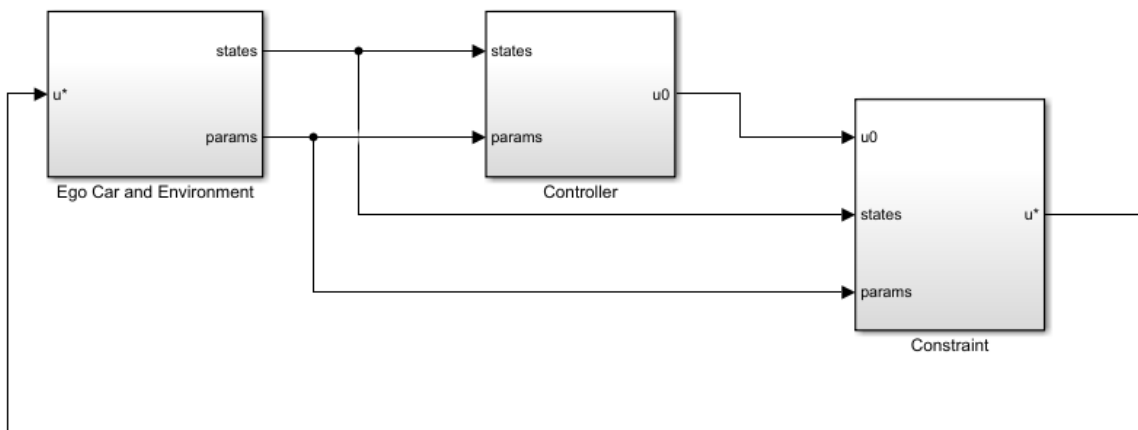 states
u*
params
Ego Car and Environment
states
u0
params
Controller
u0
states
u*
params
Constraint